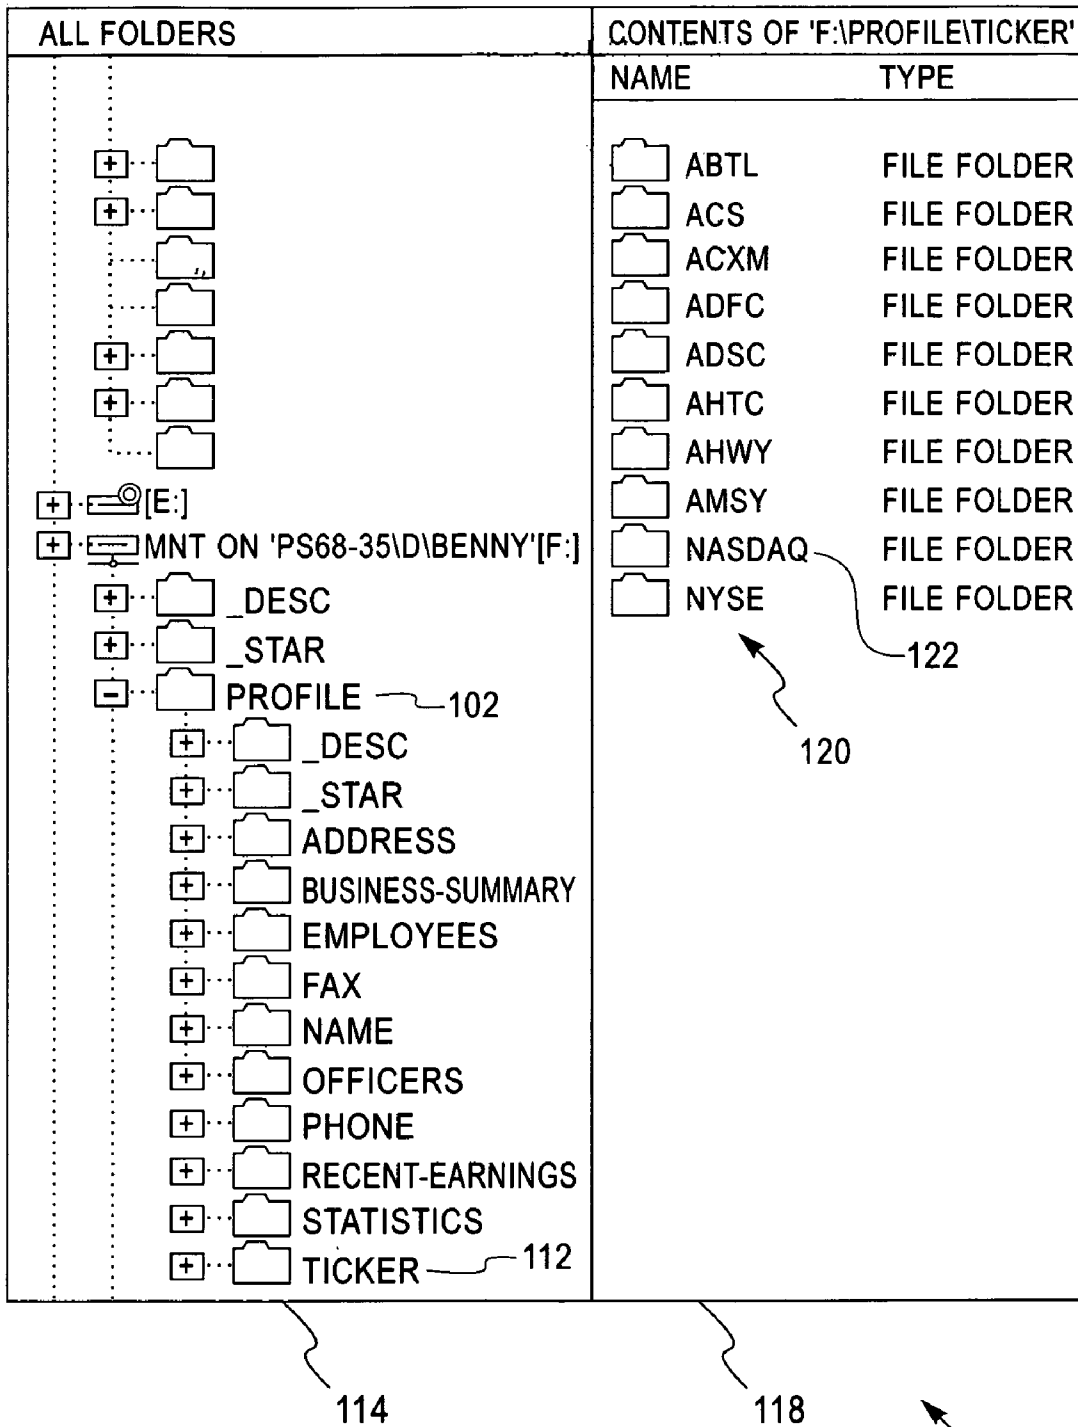 ALL FOLDERS
[E:]
MNT ON 'PS68-35\D\BENNY'[F:]
_DESC
_STAR
PROFILE 102
_DESC
_STAR
ADDRESS
BUSINESS-SUMMARY
EMPLOYEES
FAX
NAME
OFFICERS
PHONE
RECENT-EARNINGS
STATISTICS
TICKER 112
114
CONTENTS OF 'F:\PROFILE\TICKER'
NAME TYPE
ABTL FILE FOLDER
ACS FILE FOLDER
ACXM FILE FOLDER
ADFC FILE FOLDER
ADSC FILE FOLDER
AHTC FILE FOLDER
AHWY FILE FOLDER
AMSY FILE FOLDER
NASDAQ FILE FOLDER
NYSE FILE FOLDER
122
120
118